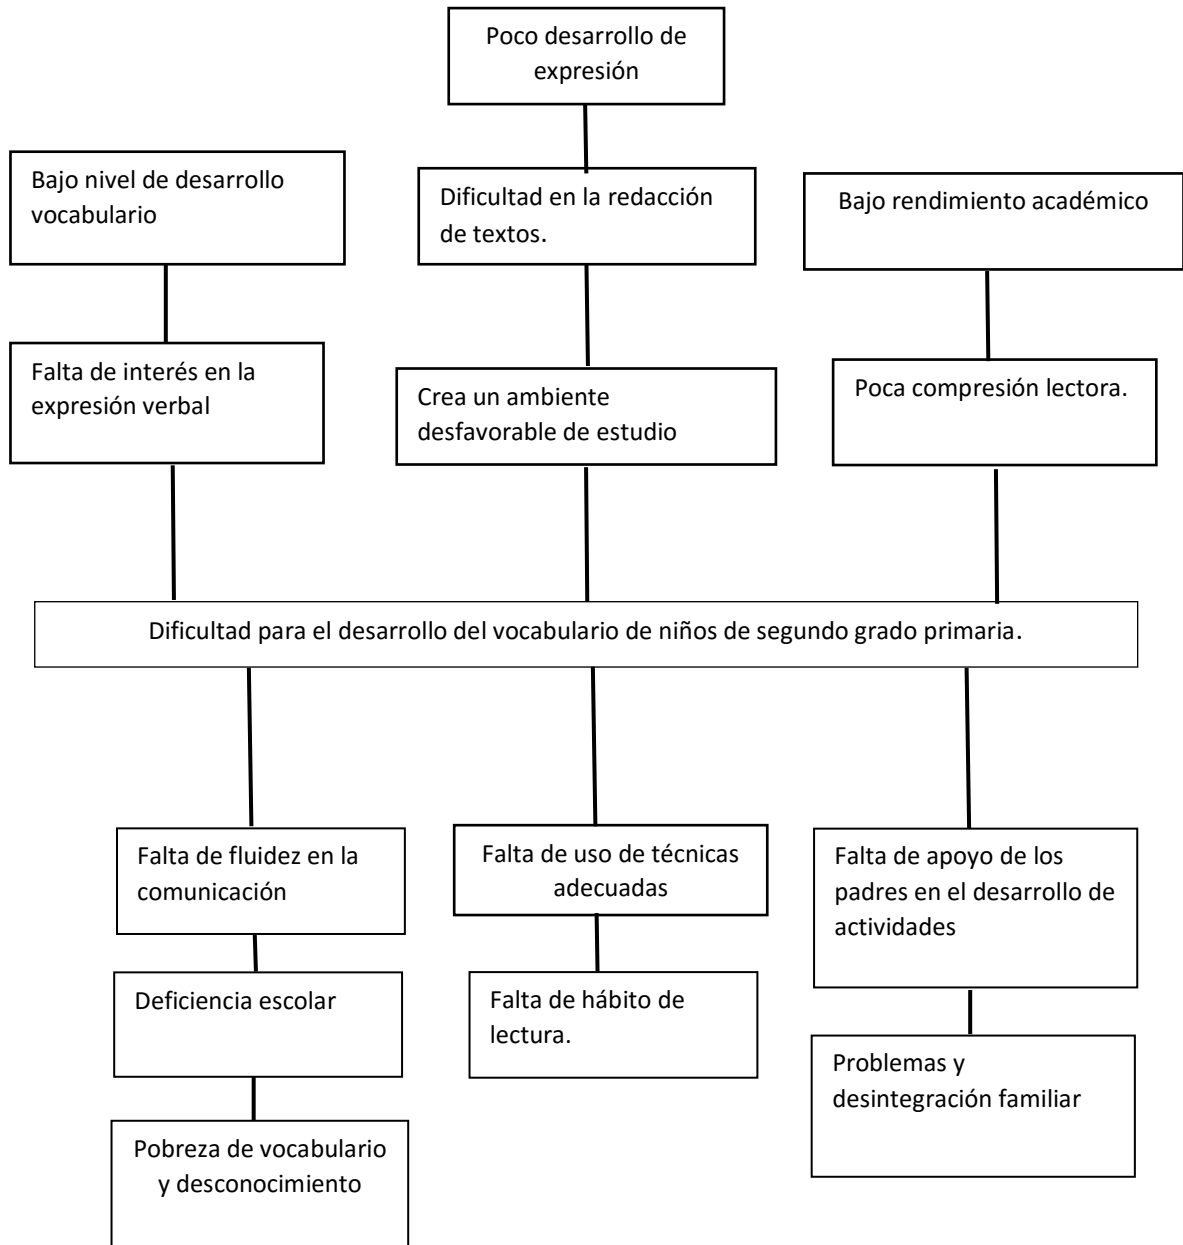 Poco desarrollo de
expresión
Bajo nivel de desarrollo
vocabulario
Dificultad en la redacción
de textos.
Bajo rendimiento académico
Falta de interés en la
expresión verbal
Crea un ambiente
desfavorable de estudio
Poca compresión lectora.
Dificultad para el desarrollo del vocabulario de niños de segundo grado primaria.
Falta de fluidez en la
comunicación
Falta de uso de técnicas
adecuadas
Falta de apoyo de los
padres en el desarrollo de
actividades
Deficiencia escolar
Falta de hábito de
lectura.
Problemas y
desintegración familiar
Pobreza de vocabulario
y desconocimiento